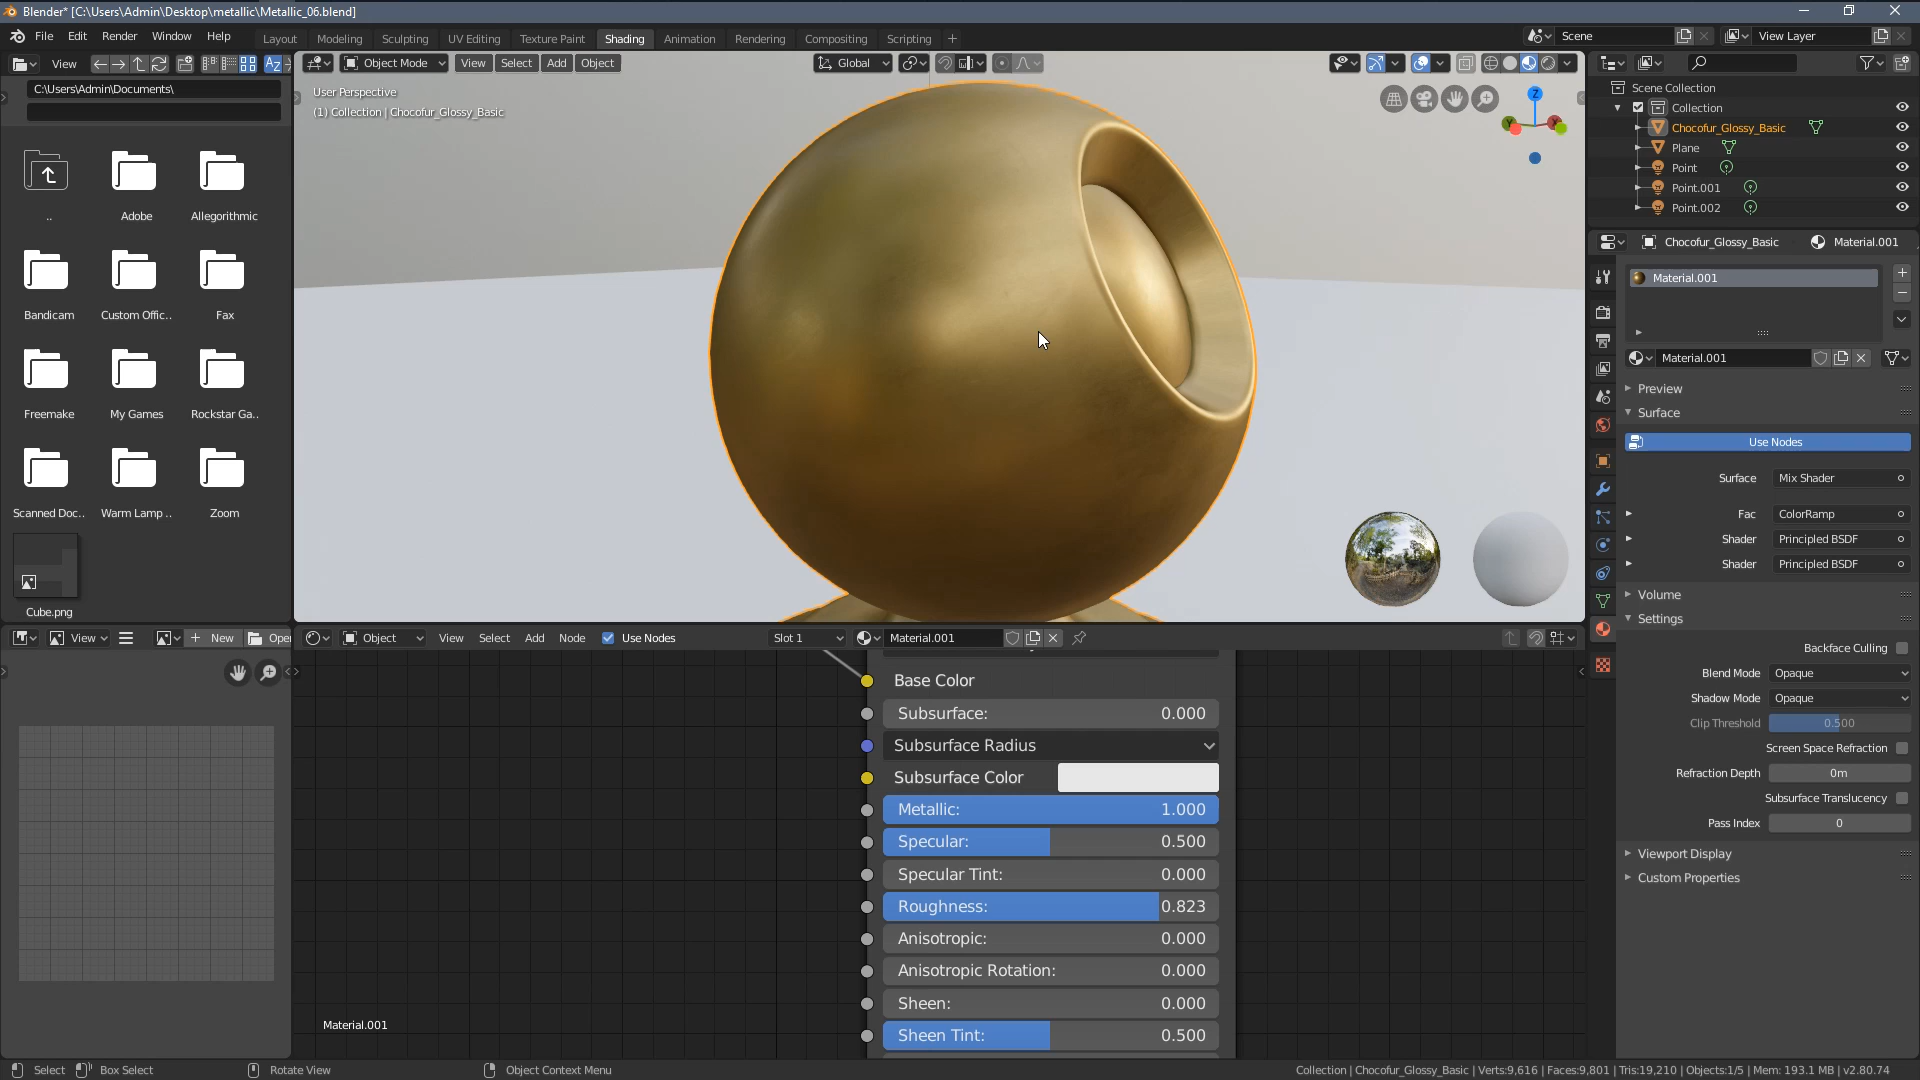 Blender* [C:\Users\Admin\Desktop\metallic\Metallic_06.blend]
File Edit Render Window Help
Layout Modeling Sculpting UV Editing Texture Paint Shading Animation Rendering Compositing Scripting +
Scene
View Layer
View
Object Mode View Select Add Object
Global
C:\Users\Admin\Documents\
User Perspective
(1) Collection | Chocofur_Glossy_Basic
Z
..
Adobe
Allegorithmic
Bandicam
Custom Offic..
Fax
Freemake
My Games
Rockstar Ga..
Scanned Doc..
Warm Lamp ..
Zoom
Cube.png
Scene Collection
Collection
Chocofur_Glossy_Basic
Plane
Point
Point.001
Point.002
Chocofur_Glossy_Basic Material.001
Material.001
Material.001
Preview
Surface
Use Nodes
Surface Mix Shader
Fac ColorRamp
Shader Principled BSDF
Shader Principled BSDF
Volume
Settings
Backface Culling
Blend Mode Opaque
Shadow Mode Opaque
Clip Threshold 0.500
Screen Space Refraction
Refraction Depth 0m
Subsurface Translucency
Pass Index 0
Viewport Display
Custom Properties
View New Open
Object View Select Add Node Use Nodes Slot 1 Material.001
Base Color
Subsurface: 0.000
Subsurface Radius
Subsurface Color
Metallic: 1.000
Specular: 0.500
Specular Tint: 0.000
Roughness: 0.823
Anisotropic: 0.000
Anisotropic Rotation: 0.000
Sheen: 0.000
Sheen Tint: 0.500
Material.001
Select Box Select Rotate View Object Context Menu
Collection | Chocofur_Glossy_Basic | Verts:9,616 | Faces:9,801 | Tris:19,210 | Objects:1/5 | Mem: 193.1 MB | v2.80.74